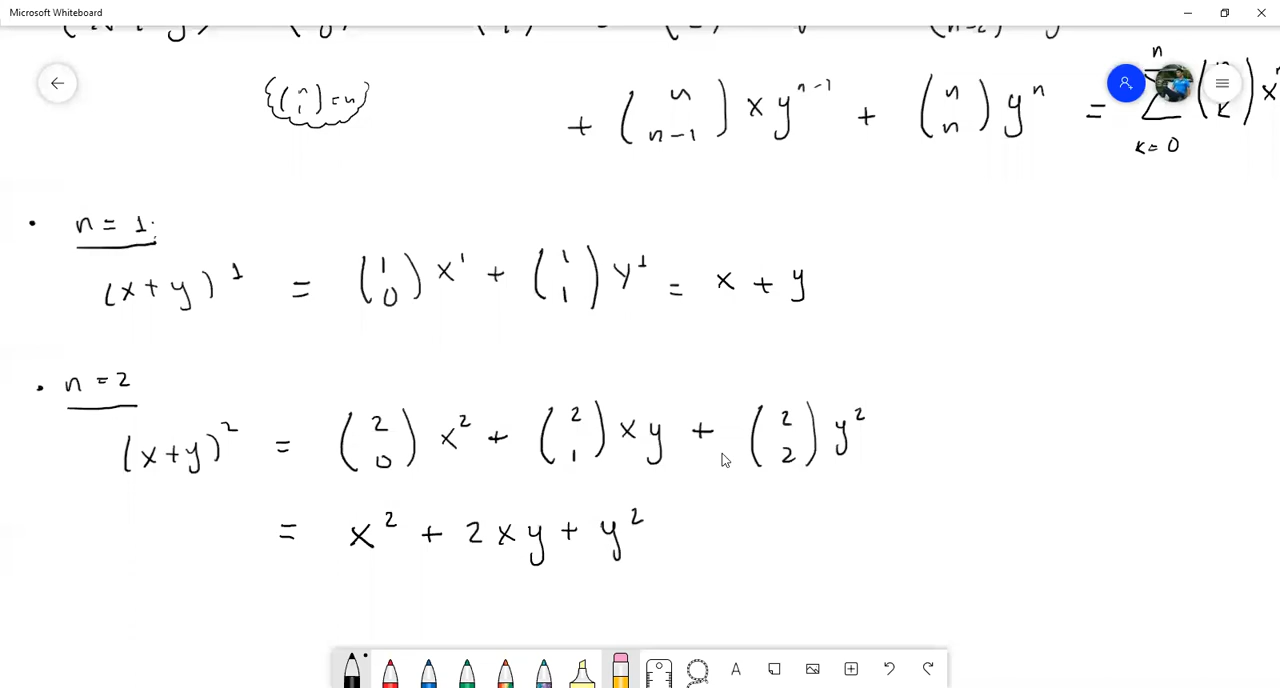 Microsoft Whiteboard
(n 1) = n
+ (n n-1) x y^{n-1} + (n n) y^n = Σ
k=0
n
• n = 1:
(x+y)^1 = (1 0) x^1 + (1 1) y^1 = x + y
• n = 2
(x+y)^2 = (2 0) x^2 + (2 1) x y + (2 2) y^2
= x^2 + 2xy + y^2
A